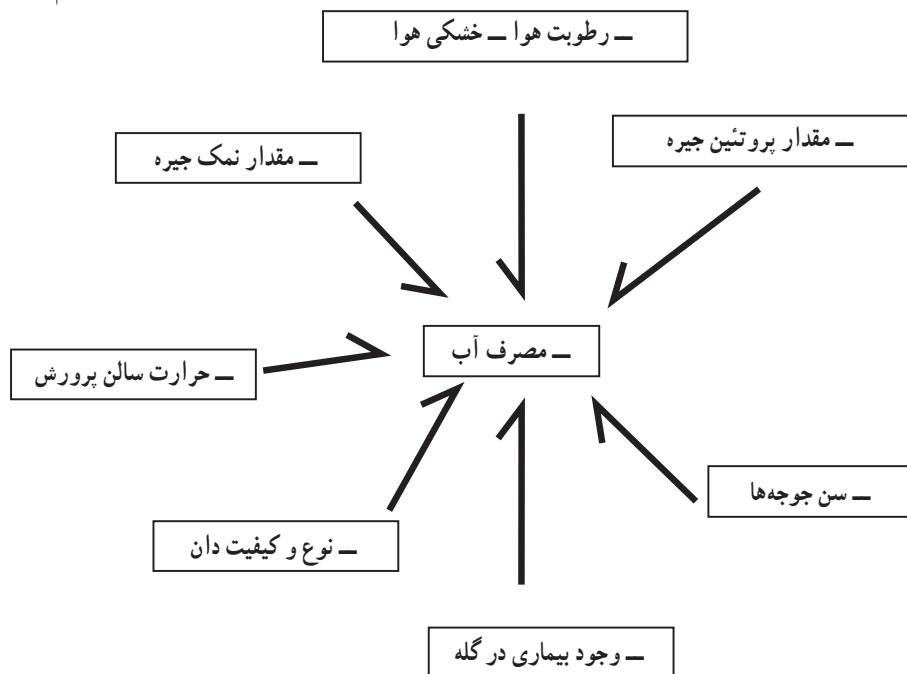 ــ رطوبت هوا ــ خشکی هوا
ــ مقدار پروتئین جیره
ــ مقدار نمک جیره
ــ مصرف آب
ــ حرارت سالن پرورش
ــ سن جوجه‌ها
ــ نوع و کیفیت دان
ــ وجود بیماری در گله